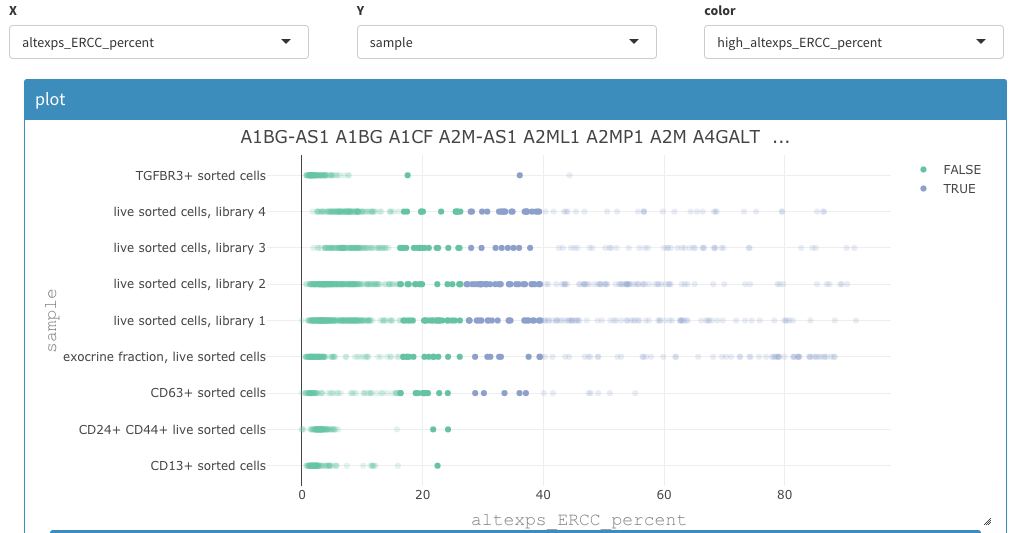 X Y color
altexps_ERCC_percent sample high_altexps_ERCC_percent
plot
A1BG-AS1 A1BG A1CF A2M-AS1 A2ML1 A2MP1 A2M A4GALT ...
FALSE
TRUE
TGFBR3+ sorted cells
live sorted cells, library 4
live sorted cells, library 3
live sorted cells, library 2
live sorted cells, library 1
exocrine fraction, live sorted cells
CD63+ sorted cells
CD24+ CD44+ live sorted cells
CD13+ sorted cells
sample
0 20 40 60 80
altexps_ERCC_percent